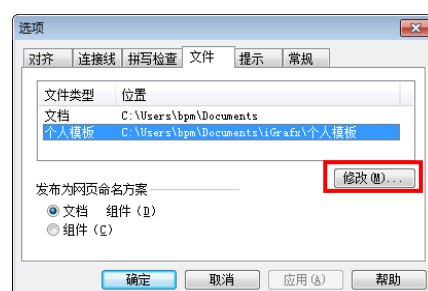 选项
对齐 连接线 拼写检查 文件 提示 常规
文件类型 位置
文档 C:\Users\bpm\Documents
个人模板 C:\Users\bpm\Documents\iGrafx\个人模板
修改(M)...
发布为网页命名方案
文档 组件(D)
组件(C)
确定 取消 应用(A) 帮助